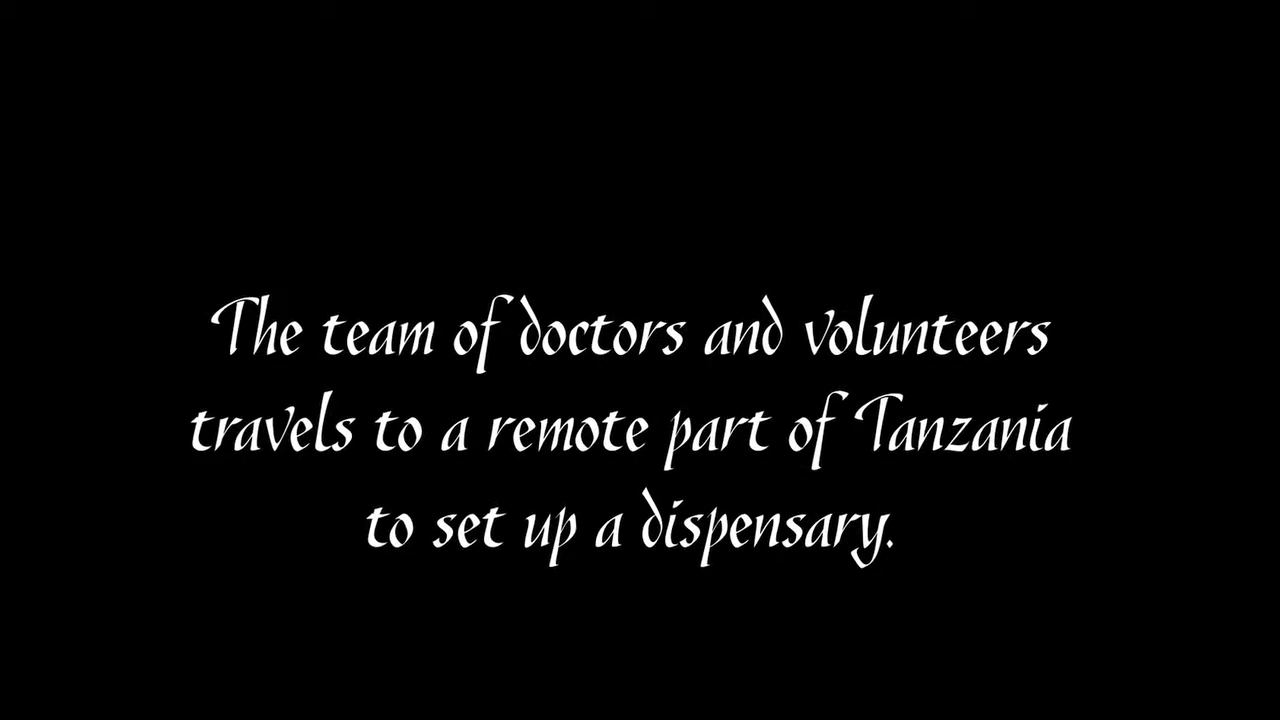 The team of doctors and volunteers
travels to a remote part of Tanzania
to set up a dispensary.